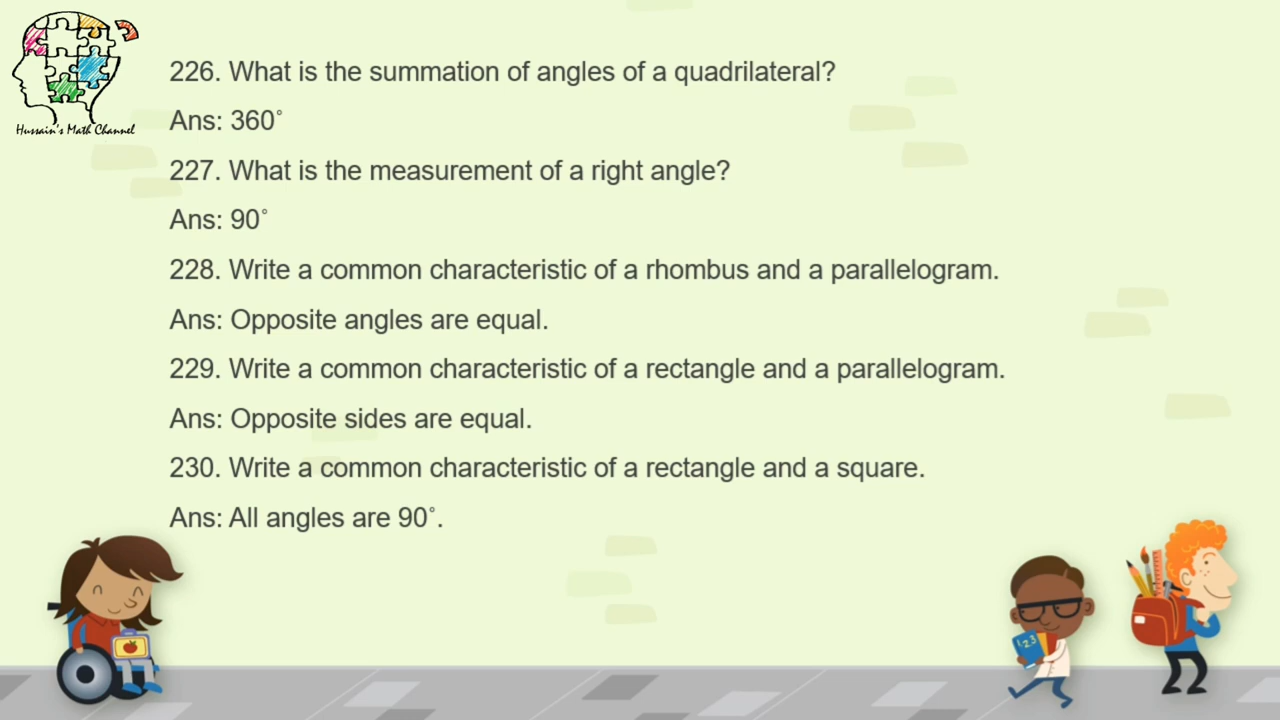 Hussain's Math Channel
226. What is the summation of angles of a quadrilateral?
Ans: 360°
227. What is the measurement of a right angle?
Ans: 90°
228. Write a common characteristic of a rhombus and a parallelogram.
Ans: Opposite angles are equal.
229. Write a common characteristic of a rectangle and a parallelogram.
Ans: Opposite sides are equal.
230. Write a common characteristic of a rectangle and a square.
Ans: All angles are 90°.
123